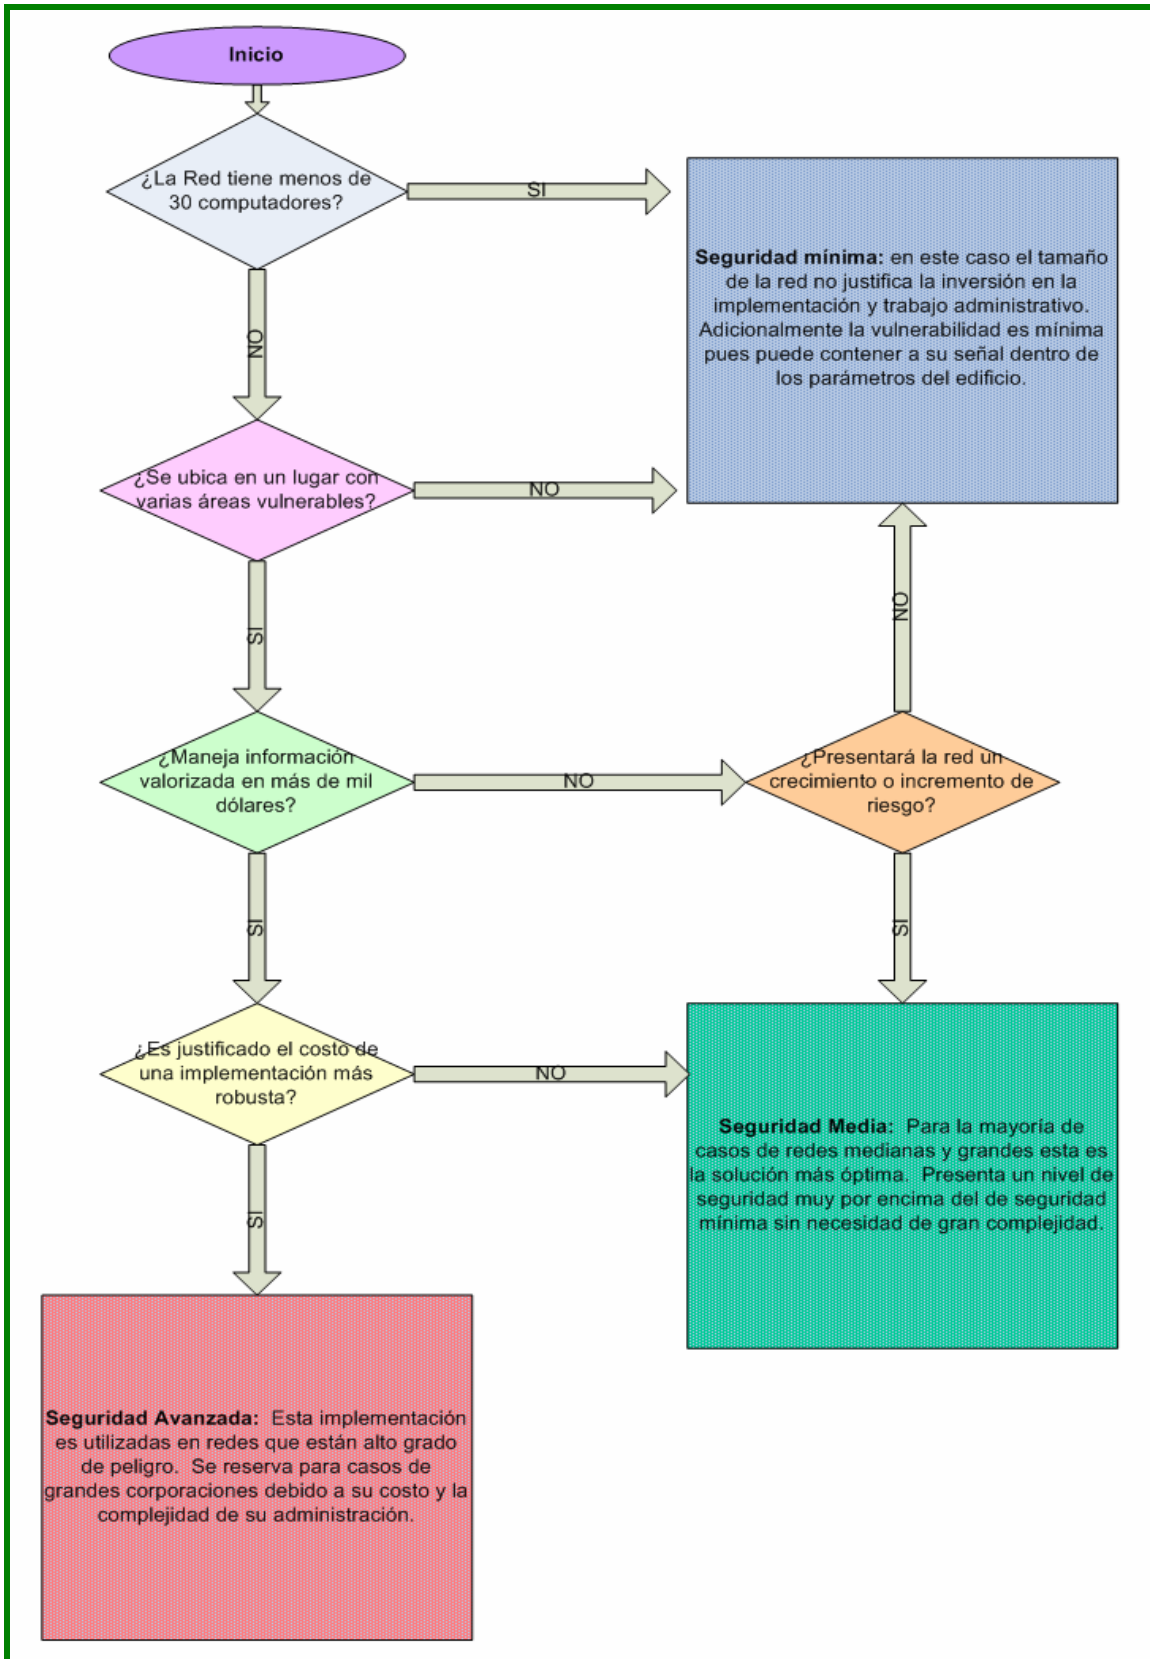 Inicio
¿La Red tiene menos de
30 computadores?
SI
Seguridad mínima: en este caso el tamaño
de la red no justifica la inversión en la
implementación y trabajo administrativo.
Adicionalmente la vulnerabilidad es mínima
pues puede contener a su señal dentro de
los parámetros del edificio.
NO
¿Se ubica en un lugar con
varias áreas vulnerables?
NO
NO
SI
¿Maneja información
valorizada en más de mil
dólares?
NO
¿Presentará la red un
crecimiento o incremento de
riesgo?
SI
SI
¿Es justificado el costo de
una implementación más
robusta?
NO
Seguridad Media: Para la mayoría de
casos de redes medianas y grandes esta es
la solución más óptima. Presenta un nivel de
seguridad muy por encima del de seguridad
mínima sin necesidad de gran complejidad.
SI
Seguridad Avanzada: Esta implementación
es utilizadas en redes que están alto grado
de peligro. Se reserva para casos de
grandes corporaciones debido a su costo y la
complejidad de su administración.